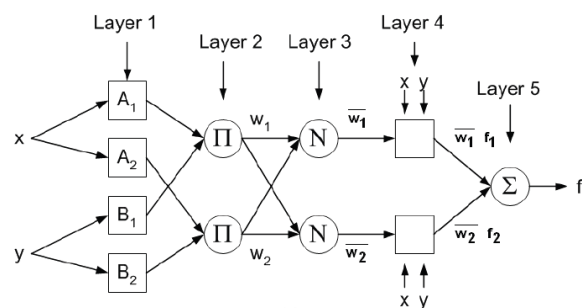 Layer 1
Layer 2
Layer 3
Layer 4
Layer 5
x
y
A₁
A₂
B₁
B₂
Π
Π
w₁
w₂
N
N
w̅₁
w̅₂
x y
x y
w̅₁ f₁
w̅₂ f₂
Σ
f